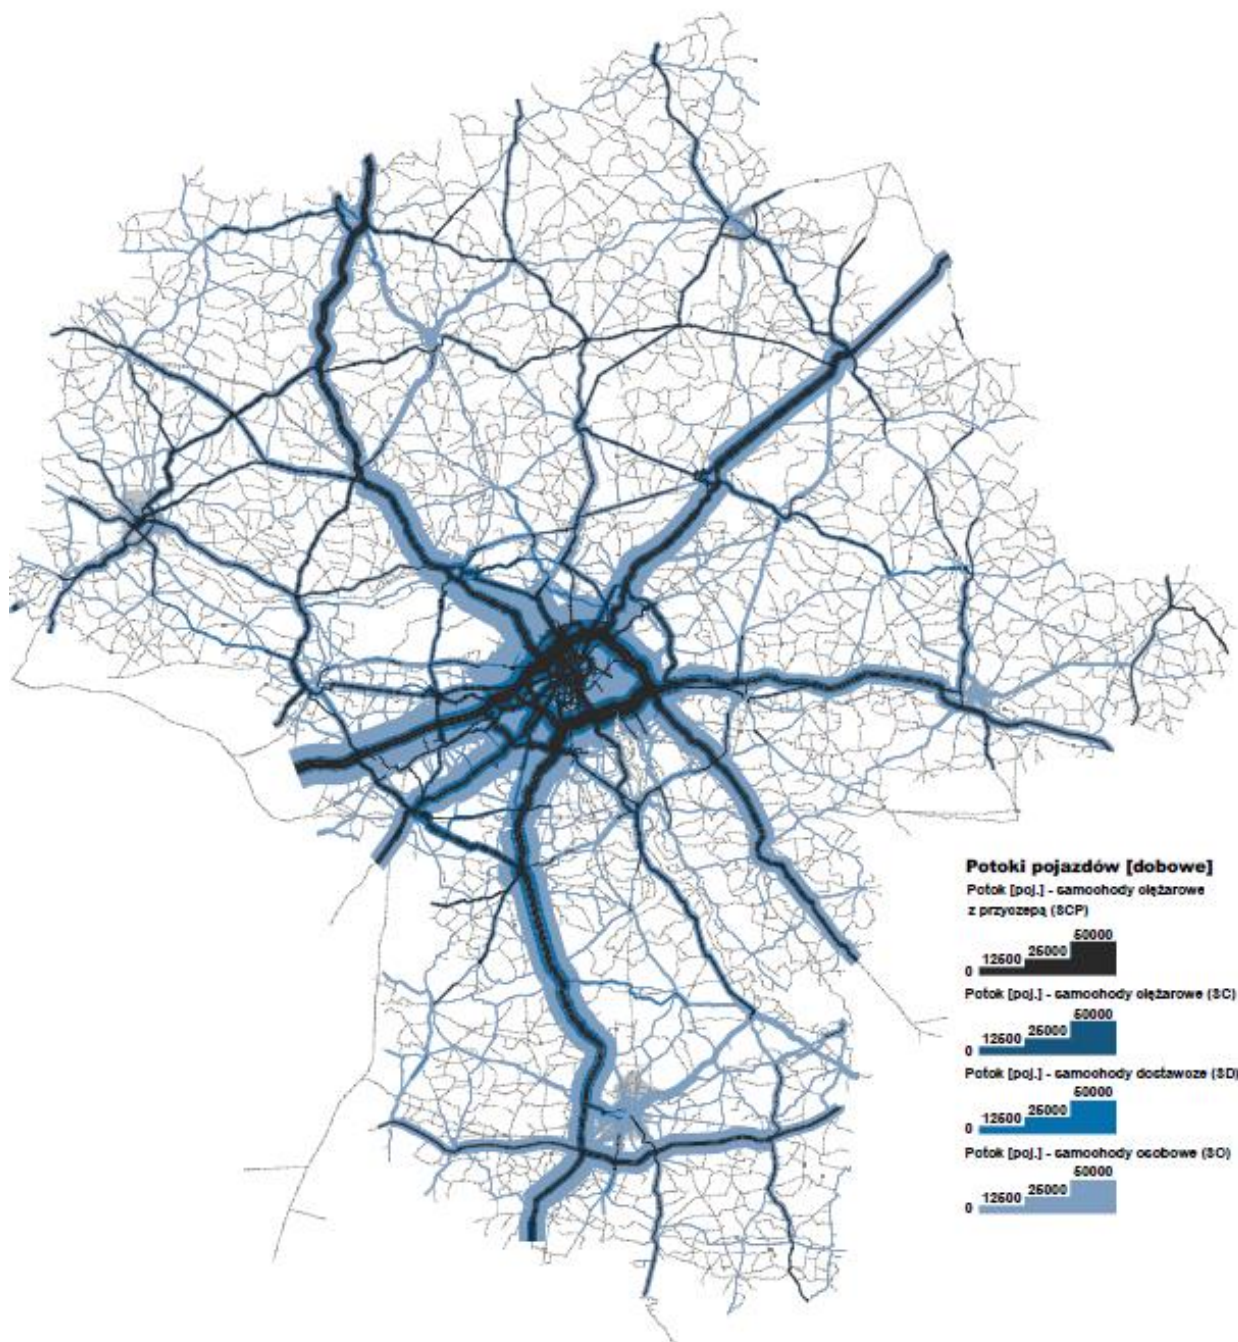 Potoki pojazdów [dobowe]
Potok [poj.] - samochody ciężarowe
z przyczepą (SCP)
50000
25000
12500
0
Potok [poj.] - samochody ciężarowe (SC)
50000
25000
12500
0
Potok [poj.] - samochody dostawcze (SD)
50000
25000
12500
0
Potok [poj.] - samochody osobowe (SO)
50000
25000
12500
0